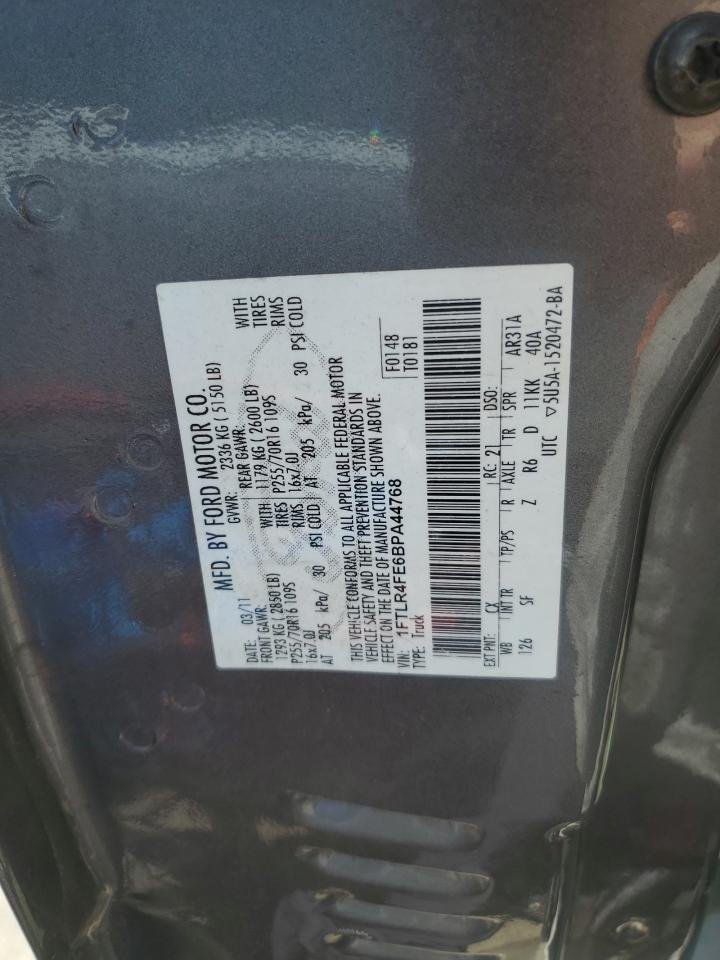 MFD. BY FORD MOTOR CO.
DATE: 03/11 GVWR: 2336 KG ( 5150 LB)
FRONT GAWR: REAR GAWR: WITH
1293 KG ( 2850 LB) WITH 1179 KG ( 2600 LB) TIRES
P255/70R16 109S TIRES P255/70R16 109S RIMS
16x7.0J RIMS 16x7.0J
AT 205 kPa/ 30 PSI COLD AT 205 kPa/ 30 PSI COLD
THIS VEHICLE CONFORMS TO ALL APPLICABLE FEDERAL MOTOR
VEHICLE SAFETY AND THEFT PREVENTION STANDARDS IN
EFFECT ON THE DATE OF MANUFACTURE SHOWN ABOVE.
VIN: 1FTLR4FE6BPA44768 F0148
TYPE: Truck T0181
EXT PNT: CX RC: 21 DSO:
WB INT TR TP/PS R AXLE TR SPR AR31A
126 SF Z R6 D 11KK 40A
UTC ▽5U5A-1520472-BA